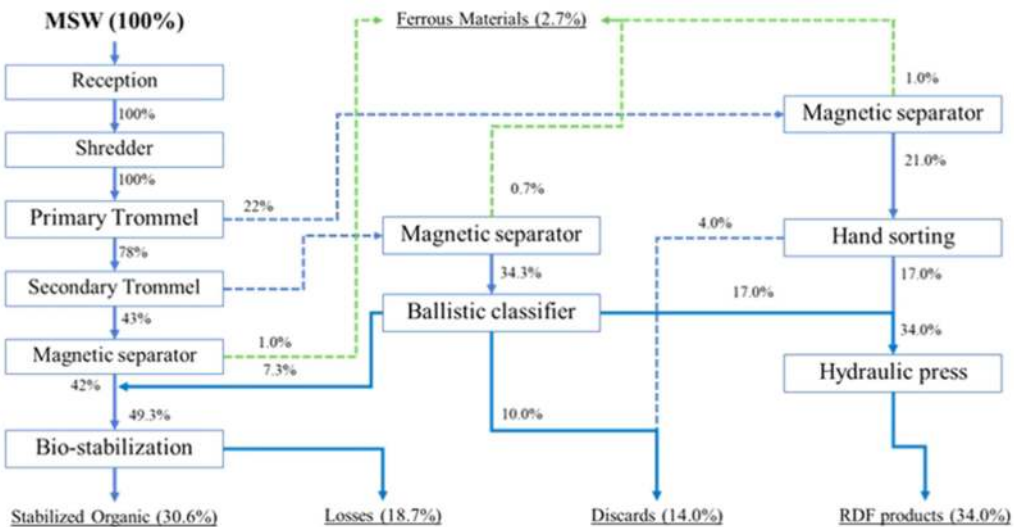 MSW (100%)
Ferrous Materials (2.7%)
Reception
1.0%
100%
Magnetic separator
Shredder
21.0%
100%
0.7%
Primary Trommel
22%
Magnetic separator
4.0%
Hand sorting
78%
34.3%
17.0%
Secondary Trommel
17.0%
43%
Ballistic classifier
34.0%
Magnetic separator
1.0%
7.3%
Hydraulic press
42%
49.3%
10.0%
Bio-stabilization
Stabilized Organic (30.6%)
Losses (18.7%)
Discards (14.0%)
RDF products (34.0%)